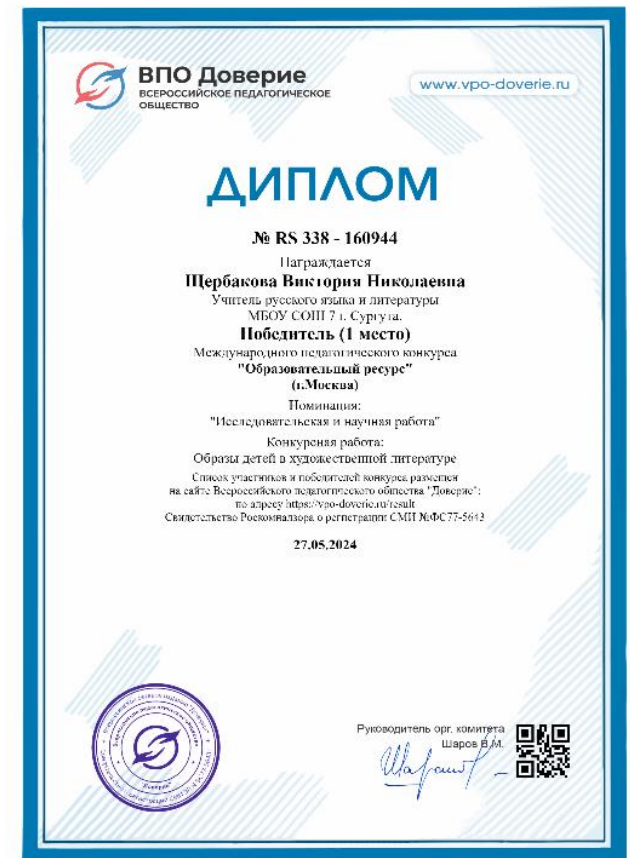 ВПО Доверие
ВСЕРОССИЙСКОЕ ПЕДАГОГИЧЕСКОЕ
ОБЩЕСТВО
www.vpo-doverie.ru
ДИПЛОМ
№ RS 338 - 160944
Награждается
Щербакова Виктория Николаевна
Учитель русского языка и литературы
МБОУ СОШ 7 г. Сургута.
Победитель (1 место)
Международного педагогического конкурса
"Образовательный ресурс"
(г.Москва)
Номинация:
"Исследовательская и научная работа"
Конкурсная работа:
Образы детей в художественной литературе
Список участников и победителей конкурса размещен
на сайте Всероссийского педагогического общества "Доверие":
по адресу https://vpo-doverie.ru/result
Свидетельство Роскомнадзора о регистрации СМИ №ФС77-5643
27.05.2024
Руководитель орг. комитета
Шаров В.М.
"Доверие"